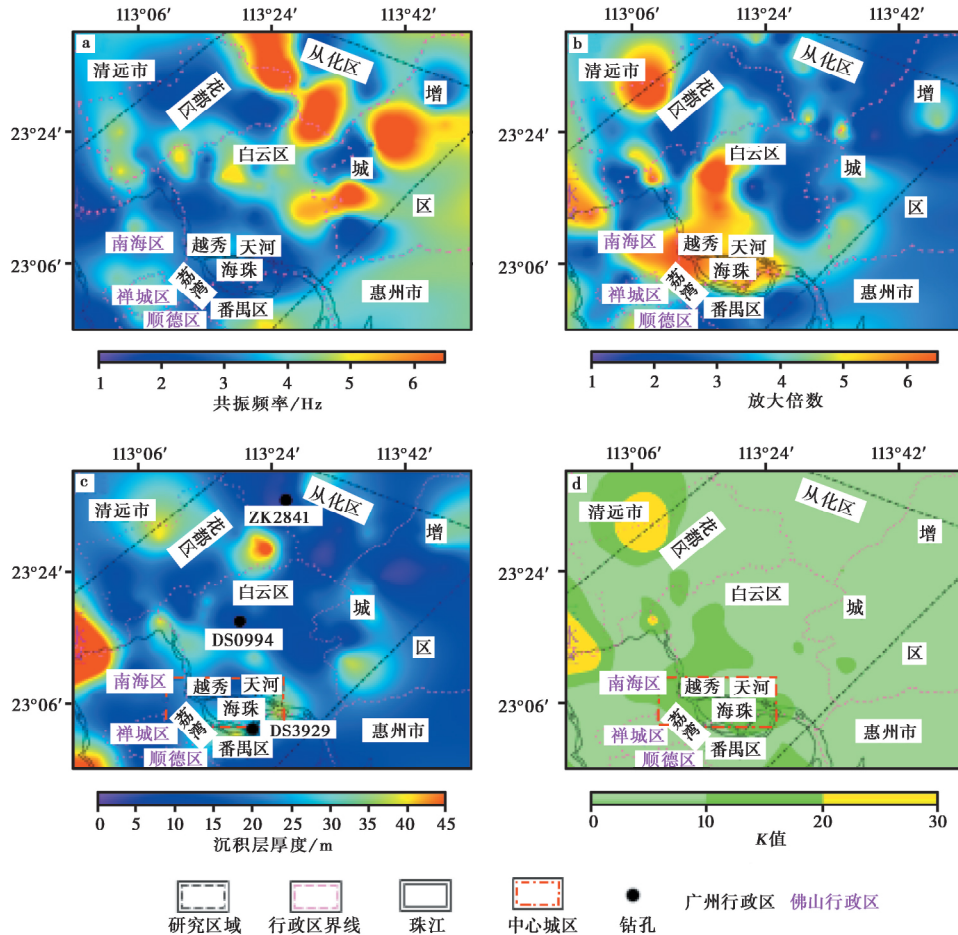 113°06′ 113°24′ 113°42′
a
清远市
花都区
从化区
增
23°24′
白云区
城
区
南海区
越秀
天河
23°06′
荔湾
海珠
禅城区
番禺区
惠州市
顺德区
1 2 3 4 5 6
共振频率/Hz
113°06′ 113°24′ 113°42′
b
清远市
花都区
从化区
增
白云区
城
区
南海区
越秀
天河
荔湾
海珠
禅城区
番禺区
惠州市
顺德区
1 2 3 4 5 6
放大倍数
113°06′ 113°24′ 113°42′
c
清远市
花都区
ZK2841
从化区
增
23°24′
白云区
城
DS0994
区
南海区
越秀
天河
23°06′
荔湾
海珠
禅城区
番禺区
DS3929
惠州市
顺德区
0 5 10 15 20 25 30 35 40 45
沉积层厚度/m
113°06′ 113°24′ 113°42′
d
清远市
花都区
从化区
增
白云区
城
区
南海区
越秀
天河
荔湾
海珠
禅城区
番禺区
惠州市
顺德区
0 10 20 30
K值
研究区域 行政区界线 珠江 中心城区 钻孔 广州行政区 佛山行政区